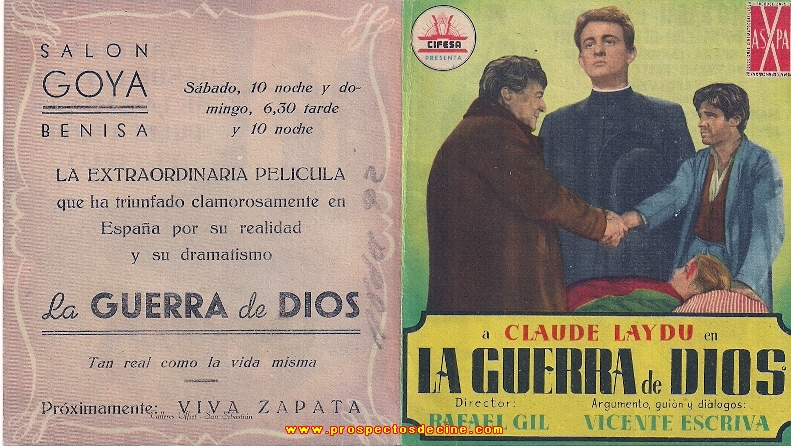 SALON
GOYA
BENISA
Sábado, 10 noche y do-
mingo, 6,30 tarde
y 10 noche
LA EXTRAORDINARIA PELICULA
que ha triunfado clamorosamente en
España por su realidad
y su dramatismo
La GUERRA de DIOS
Tan real como la vida misma
Próximamente: VIVA ZAPATA
CIFESA
PRESENTA
ASPA
a CLAUDE LAYDU en
LA GUERRA de DIOS
Director: Argumento, guión y diálogos:
RAFAEL GIL VICENTE ESCRIVA
www.prospectosdecine.com